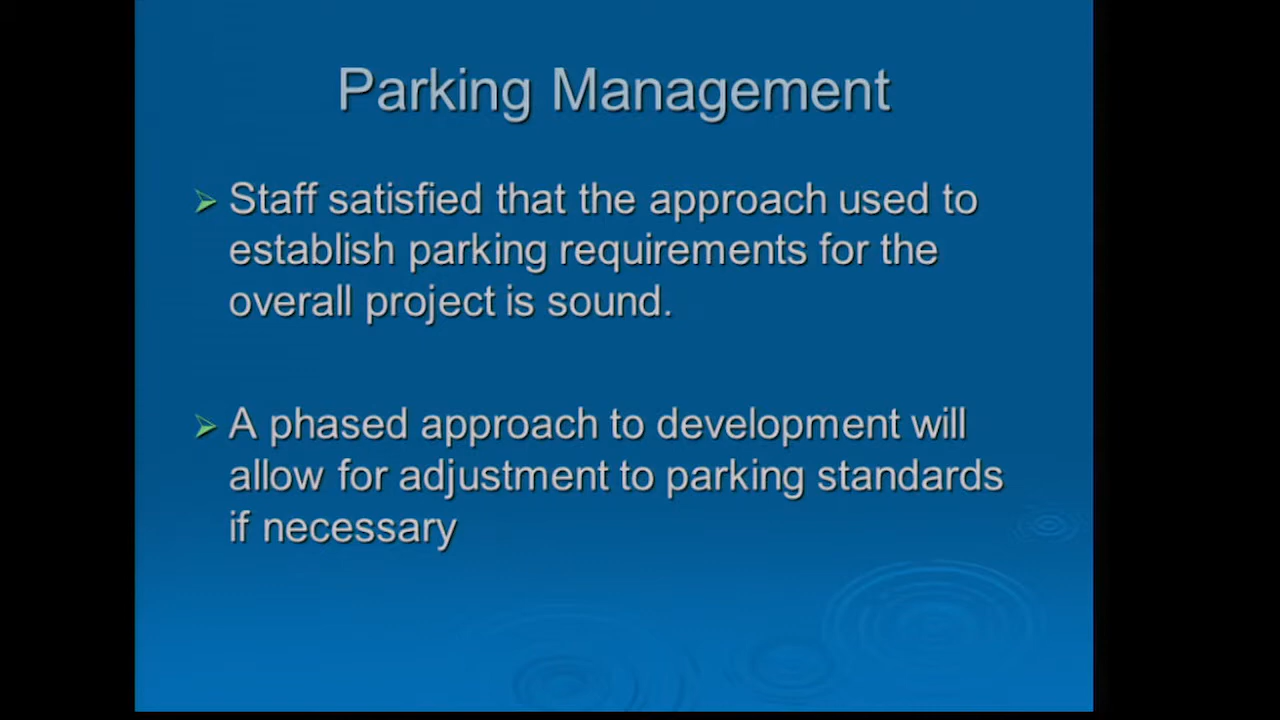 Parking Management
Staff satisfied that the approach used to
establish parking requirements for the
overall project is sound.
A phased approach to development will
allow for adjustment to parking standards
if necessary